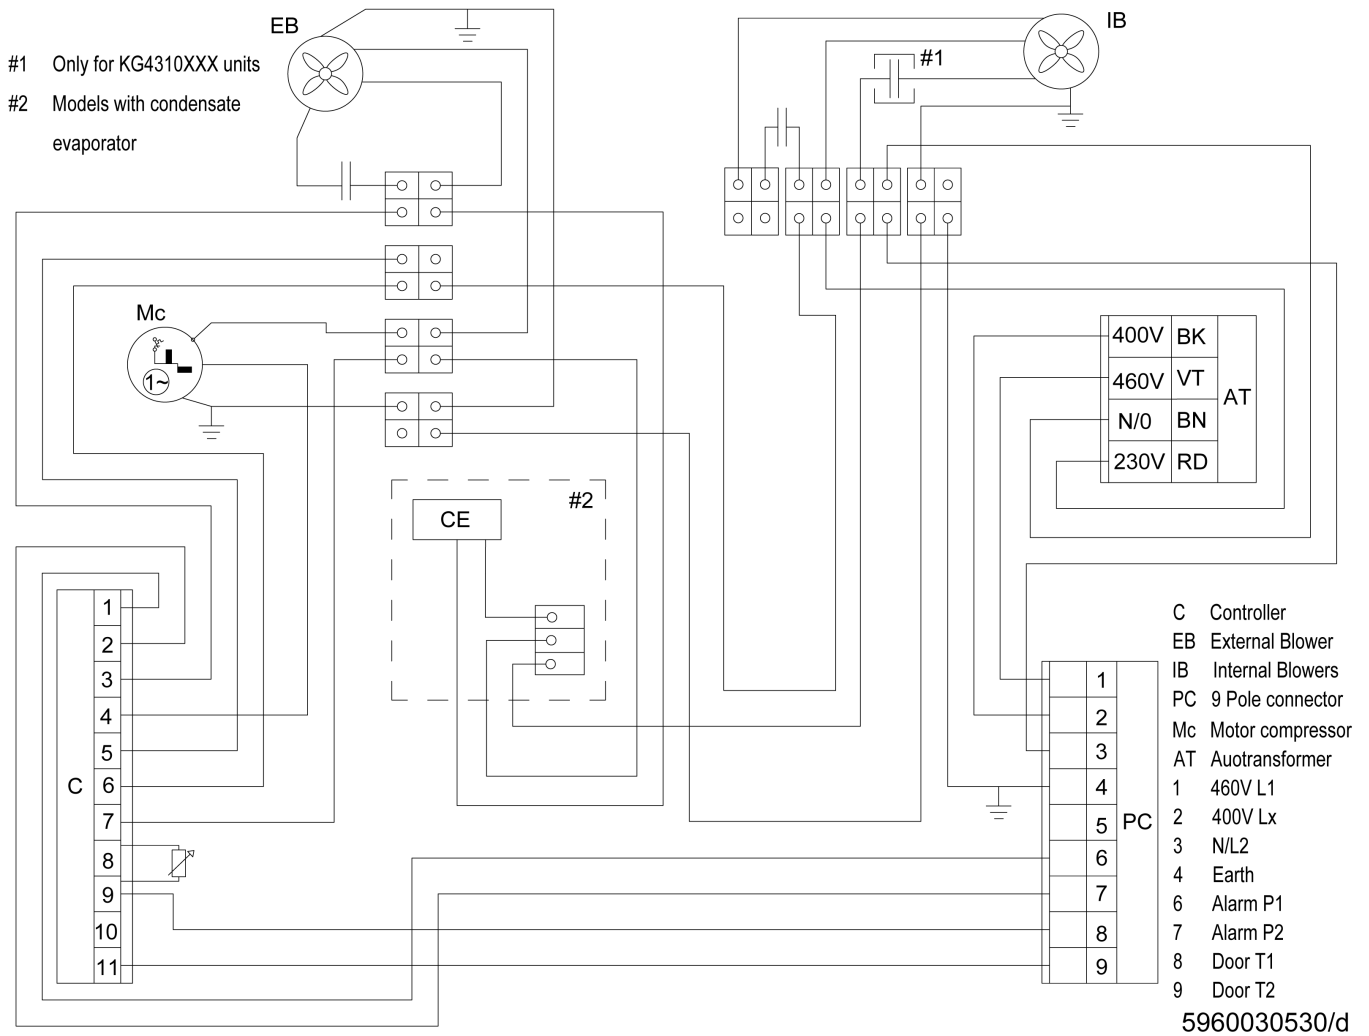 EB
IB
#1 Only for KG4310XXX units
#2 Models with condensate
evaporator
#1
Mc
1~
400V BK
460V VT
N/0 BN
230V RD
AT
#2
CE
C
1
2
3
4
5
6
7
8
9
10
11
1
2
3
4
5
6
7
8
9
PC
C Controller
EB External Blower
IB Internal Blowers
PC 9 Pole connector
Mc Motor compressor
AT Auotransformer
1 460V L1
2 400V Lx
3 N/L2
4 Earth
6 Alarm P1
7 Alarm P2
8 Door T1
9 Door T2
5960030530/d